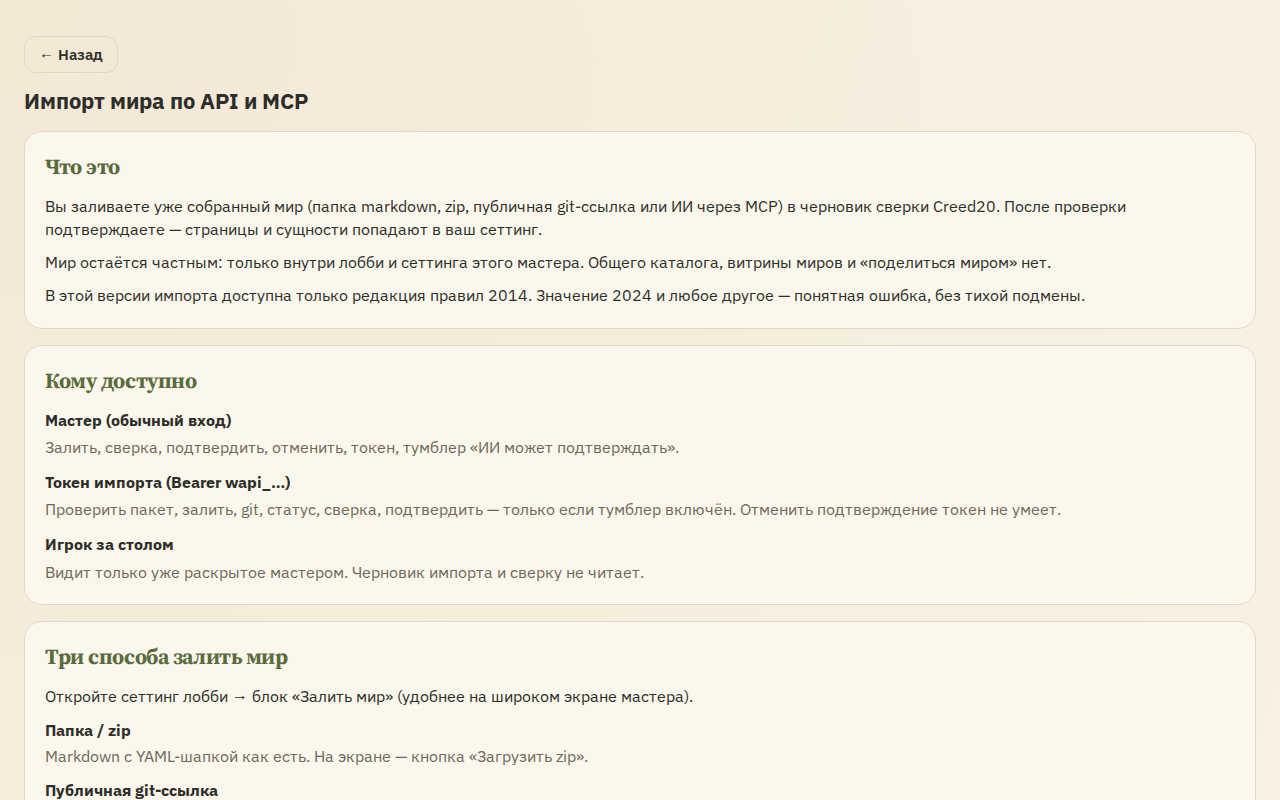 ← Назад
Импорт мира по API и MCP
Что это
Вы заливаете уже собранный мир (папка markdown, zip, публичная git-ссылка или ИИ через MCP) в черновик сверки Creed20. После проверки
подтверждаете — страницы и сущности попадают в ваш сеттинг.
Мир остаётся частным: только внутри лобби и сеттинга этого мастера. Общего каталога, витрины миров и «поделиться миром» нет.
В этой версии импорта доступна только редакция правил 2014. Значение 2024 и любое другое — понятная ошибка, без тихой подмены.
Кому доступно
Мастер (обычный вход)
Залить, сверка, подтвердить, отменить, токен, тумблер «ИИ может подтверждать».
Токен импорта (Bearer wapi_…)
Проверить пакет, залить, git, статус, сверка, подтвердить — только если тумблер включён. Отменить подтверждение токен не умеет.
Игрок за столом
Видит только уже раскрытое мастером. Черновик импорта и сверку не читает.
Три способа залить мир
Откройте сеттинг лобби → блок «Залить мир» (удобнее на широком экране мастера).
Папка / zip
Markdown с YAML-шапкой как есть. На экране — кнопка «Загрузить zip».
Публичная git-ссылка